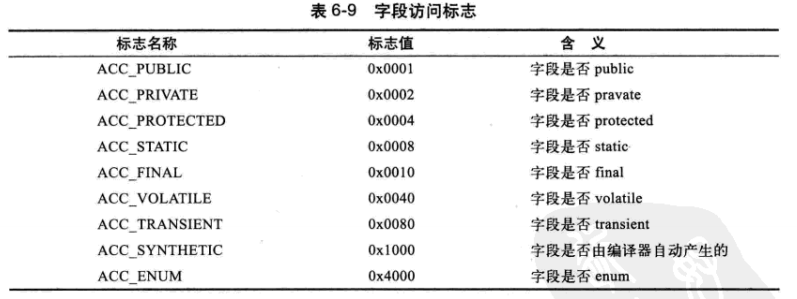 表 6-9 字段访问标志
标志名称 标志值 含 义
ACC_PUBLIC 0x0001 字段是否 public
ACC_PRIVATE 0x0002 字段是否 pravate
ACC_PROTECTED 0x0004 字段是否 protected
ACC_STATIC 0x0008 字段是否 static
ACC_FINAL 0x0010 字段是否 final
ACC_VOLATILE 0x0040 字段是否 volatile
ACC_TRANSIENT 0x0080 字段是否 transient
ACC_SYNTHETIC 0x1000 字段是否由编译器自动产生的
ACC_ENUM 0x4000 字段是否 enum